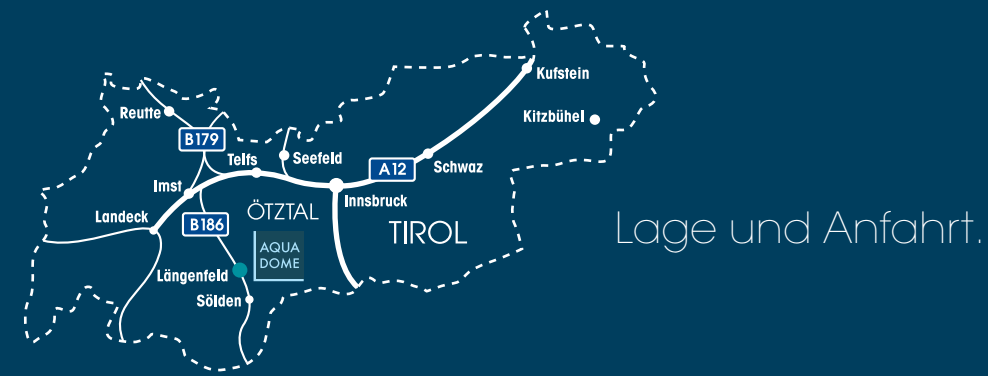 Kufstein
Kitzbühel
Reutte
B179
Telfs
Seefeld
A12
Schwaz
Imst
Innsbruck
Landeck
B186
ÖTZTAL
TIROL
Lage und Anfahrt.
AQUA
DOME
Längenfeld
Sölden